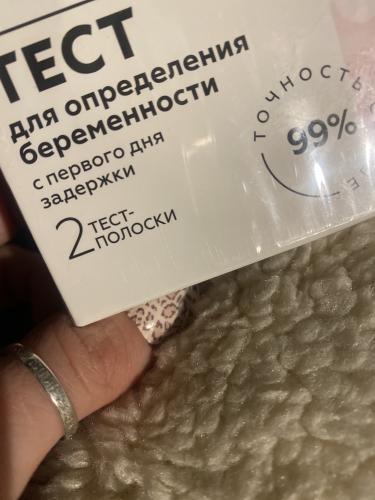 ТЕСТ
для определения
беременности
с первого дня
задержки
2 ТЕСТ-
ПОЛОСКИ
ТОЧНОСТЬ
99%